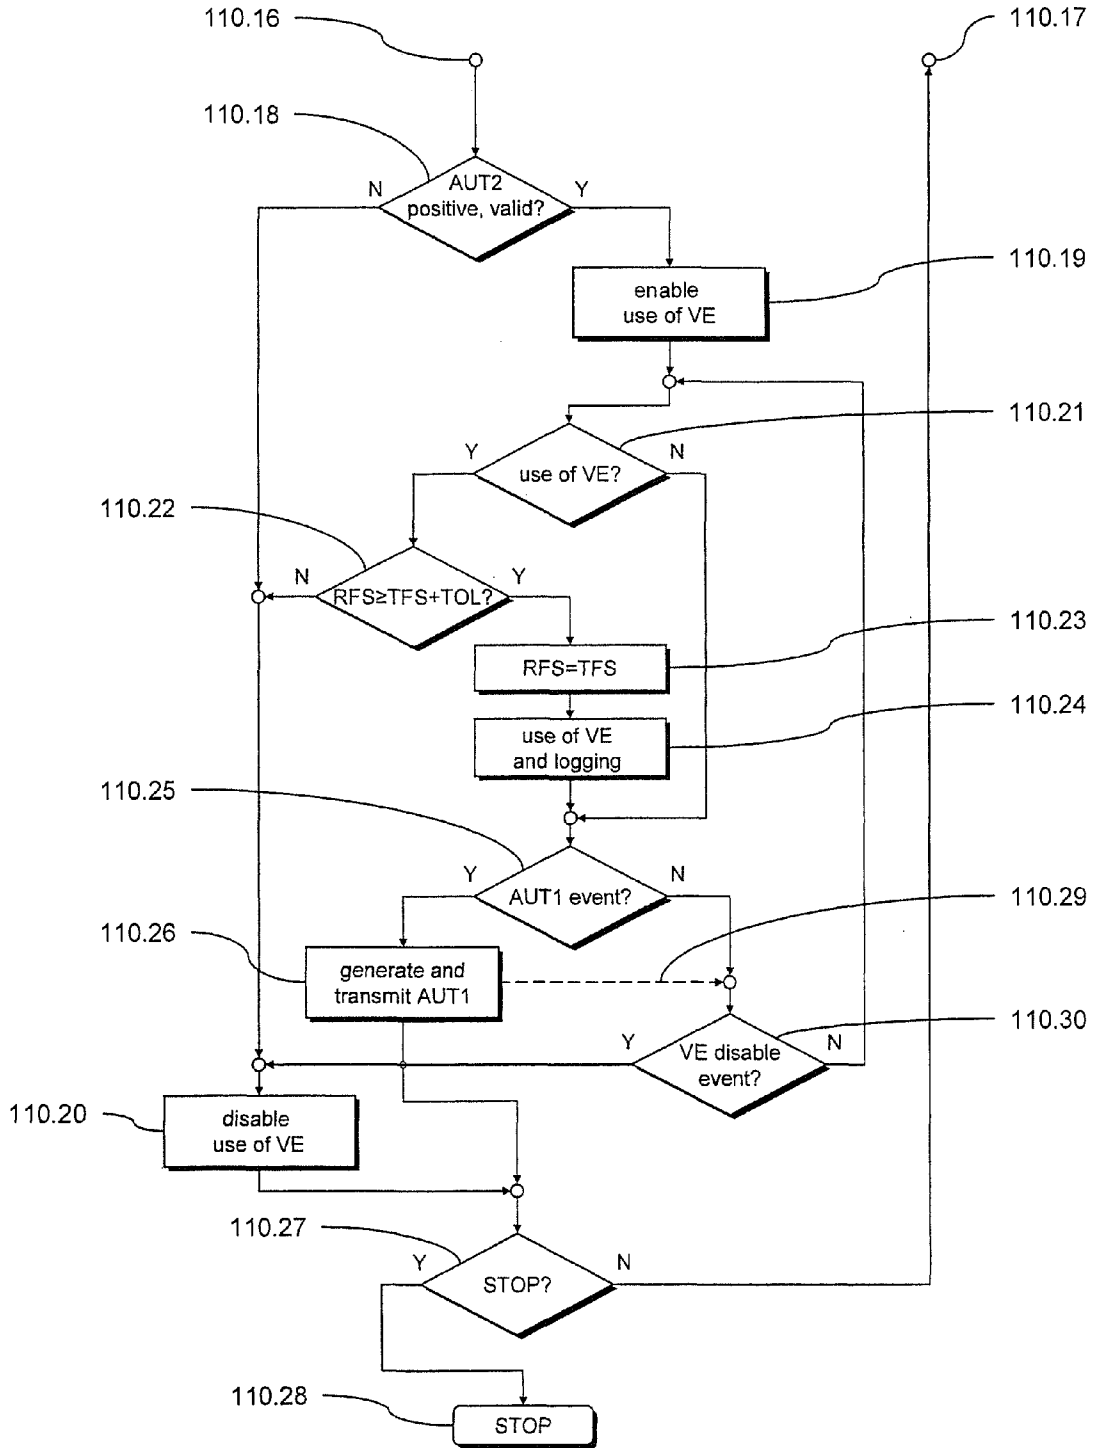 110.16
110.17
110.18
N
AUT2
Y
positive, valid?
110.19
enable
use of VE
110.21
Y
N
use of VE?
110.22
N
Y
RFS≥TFS+TOL?
110.23
RFS=TFS
110.24
use of VE
and logging
110.25
Y
N
AUT1 event?
110.29
110.26
generate and
transmit AUT1
110.30
Y
N
VE disable
event?
110.20
disable
use of VE
110.27
Y
N
STOP?
110.28
STOP